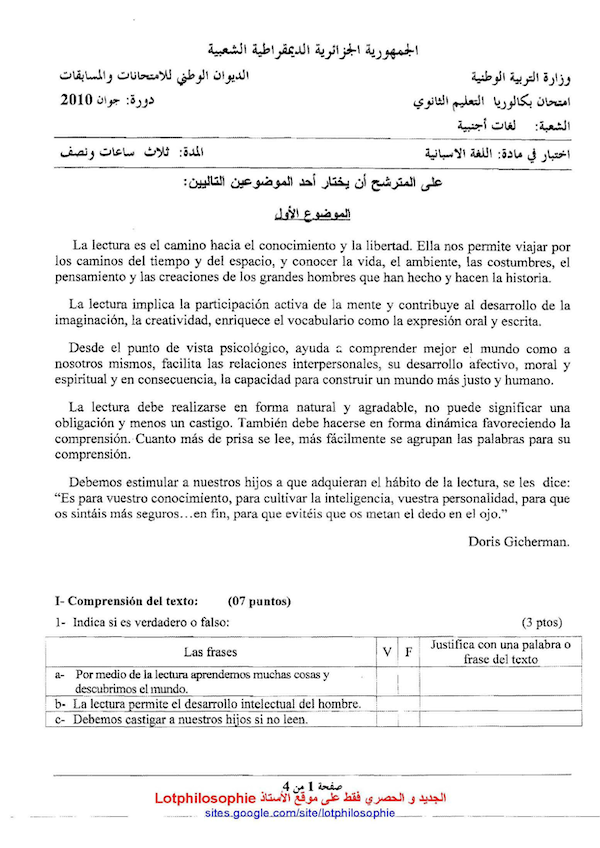 الجمهورية الجزائرية الديمقراطية الشعبية
وزارة التربية الوطنية الديوان الوطني للامتحانات والمسابقات
امتحان بكالوريا التعليم الثانوي دورة: جوان 2010
الشعبة: لغات أجنبية
اختبار في مادة: اللغة الاسبانية المدة: ثلاث ساعات ونصف
على المترشح أن يختار أحد الموضوعين التاليين:
الموضوع الأول
La lectura es el camino hacia el conocimiento y la libertad. Ella nos permite viajar por
los caminos del tiempo y del espacio, y conocer la vida, el ambiente, las costumbres, el
pensamiento y las creaciones de los grandes hombres que han hecho y hacen la historia.
La lectura implica la participación activa de la mente y contribuye al desarrollo de la
imaginación, la creatividad, enriquece el vocabulario como la expresión oral y escrita.
Desde el punto de vista psicológico, ayuda a comprender mejor el mundo como a
nosotros mismos, facilita las relaciones interpersonales, su desarrollo afectivo, moral y
espiritual y en consecuencia, la capacidad para construir un mundo más justo y humano.
La lectura debe realizarse en forma natural y agradable, no puede significar una
obligación y menos un castigo. También debe hacerse en forma dinámica favoreciendo la
comprensión. Cuanto más de prisa se lee, más fácilmente se agrupan las palabras para su
comprensión.
Debemos estimular a nuestros hijos a que adquieran el hábito de la lectura, se les dice:
“Es para vuestro conocimiento, para cultivar la inteligencia, vuestra personalidad, para que
os sintáis más seguros…en fin, para que evitéis que os metan el dedo en el ojo.”
Doris Gicherman.
I- Comprensión del texto: (07 puntos)
1- Indica si es verdadero o falso: (3 ptos)
Las frases V F Justifica con una palabra o
frase del texto
a- Por medio de la lectura aprendemos muchas cosas y
descubrimos el mundo.
b- La lectura permite el desarrollo intelectual del hombre.
c- Debemos castigar a nuestros hijos si no leen.
صفحة 1 من 4
الجديد و الحصري فقط على موقع الأستاذ Lotphilosophie
sites.google.com/site/lotphilosophie